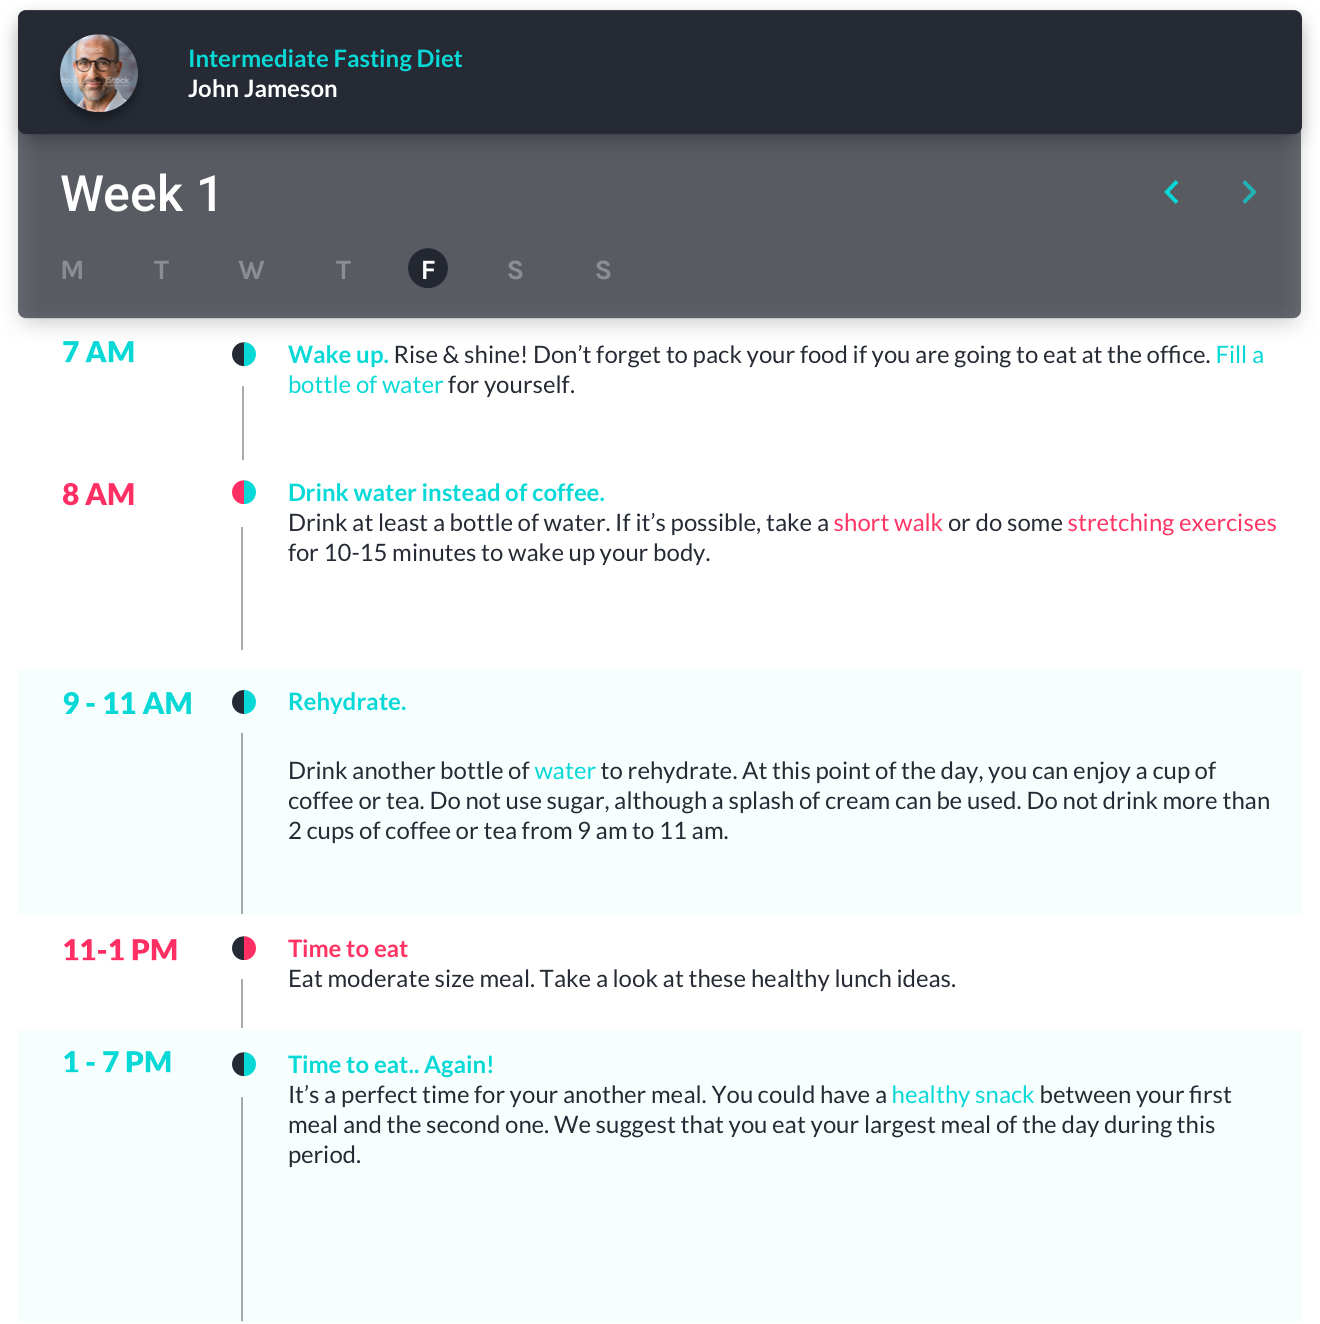 Intermediate Fasting Diet
John Jameson
Week 1
M T W T F S S
7 AM
Wake up. Rise & shine! Don’t forget to pack your food if you are going to eat at the office. Fill a
bottle of water for yourself.
8 AM
Drink water instead of coffee.
Drink at least a bottle of water. If it’s possible, take a short walk or do some stretching exercises
for 10-15 minutes to wake up your body.
9 - 11 AM
Rehydrate.
Drink another bottle of water to rehydrate. At this point of the day, you can enjoy a cup of
coffee or tea. Do not use sugar, although a splash of cream can be used. Do not drink more than
2 cups of coffee or tea from 9 am to 11 am.
11-1 PM
Time to eat
Eat moderate size meal. Take a look at these healthy lunch ideas.
1 - 7 PM
Time to eat.. Again!
It’s a perfect time for your another meal. You could have a healthy snack between your first
meal and the second one. We suggest that you eat your largest meal of the day during this
period.